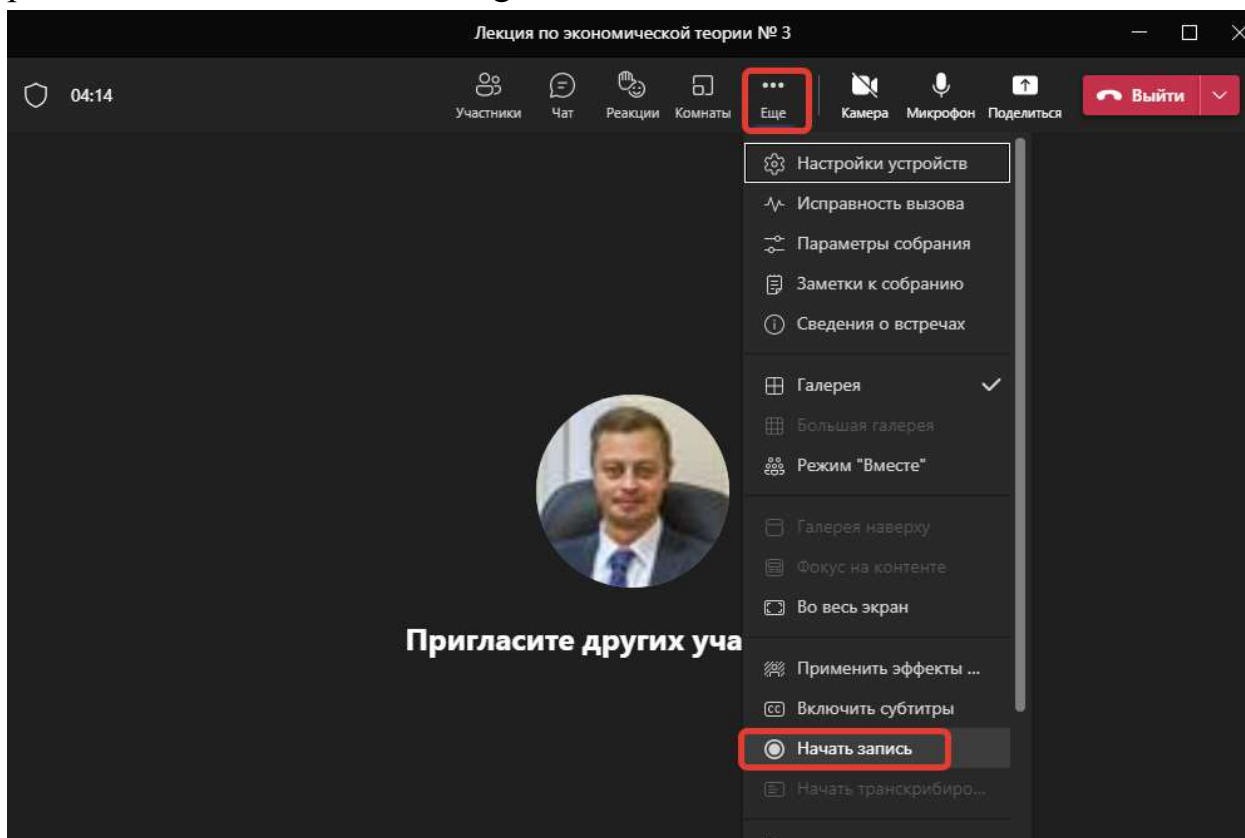 Лекция по экономической теории № 3
04:14
Участники Чат Реакции Комнаты Еще Камера Микрофон Поделиться Выйти
Настройки устройств
Исправность вызова
Параметры собрания
Заметки к собранию
Сведения о встречах
Галерея
Большая галерея
Режим "Вместе"
Галерея наверху
Фокус на контенте
Во весь экран
Пригласите других уча
Применить эффекты ...
CC Включить субтитры
Начать запись
Начать транскрибиро...